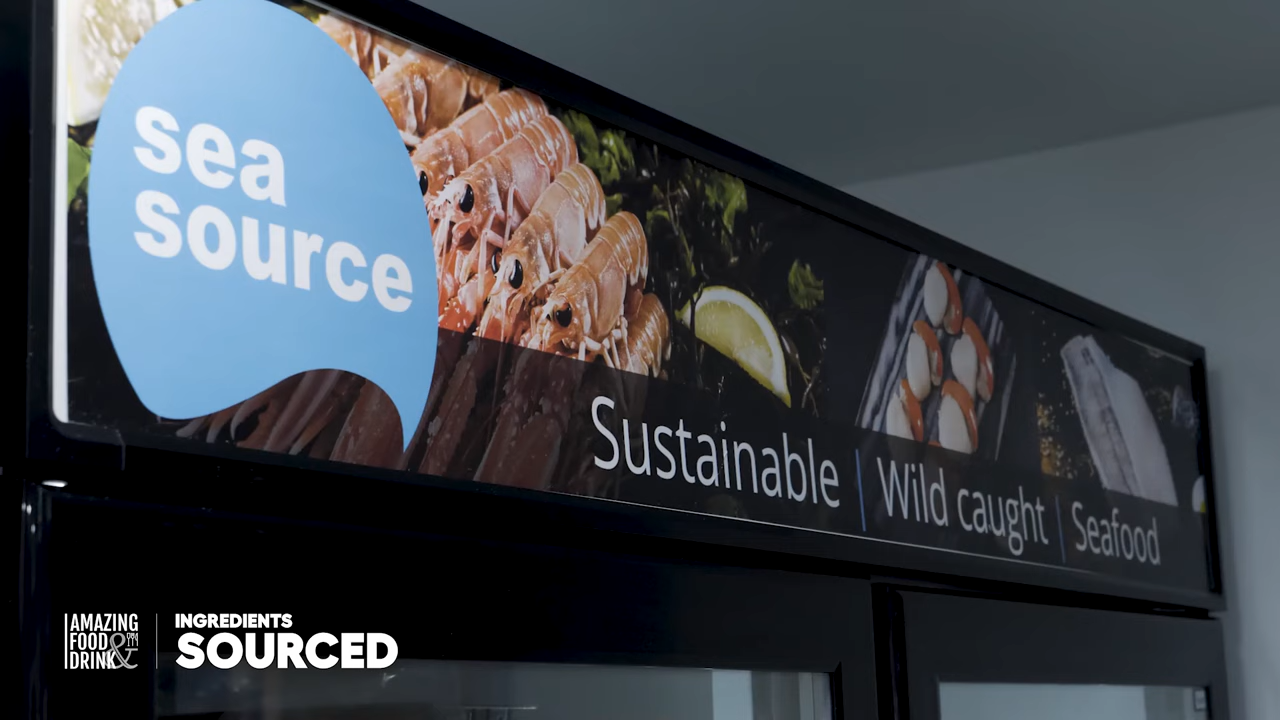 sea
source
Sustainable | Wild caught | Seafood
AMAZING
FOOD &
DRINK
INGREDIENTS
SOURCED